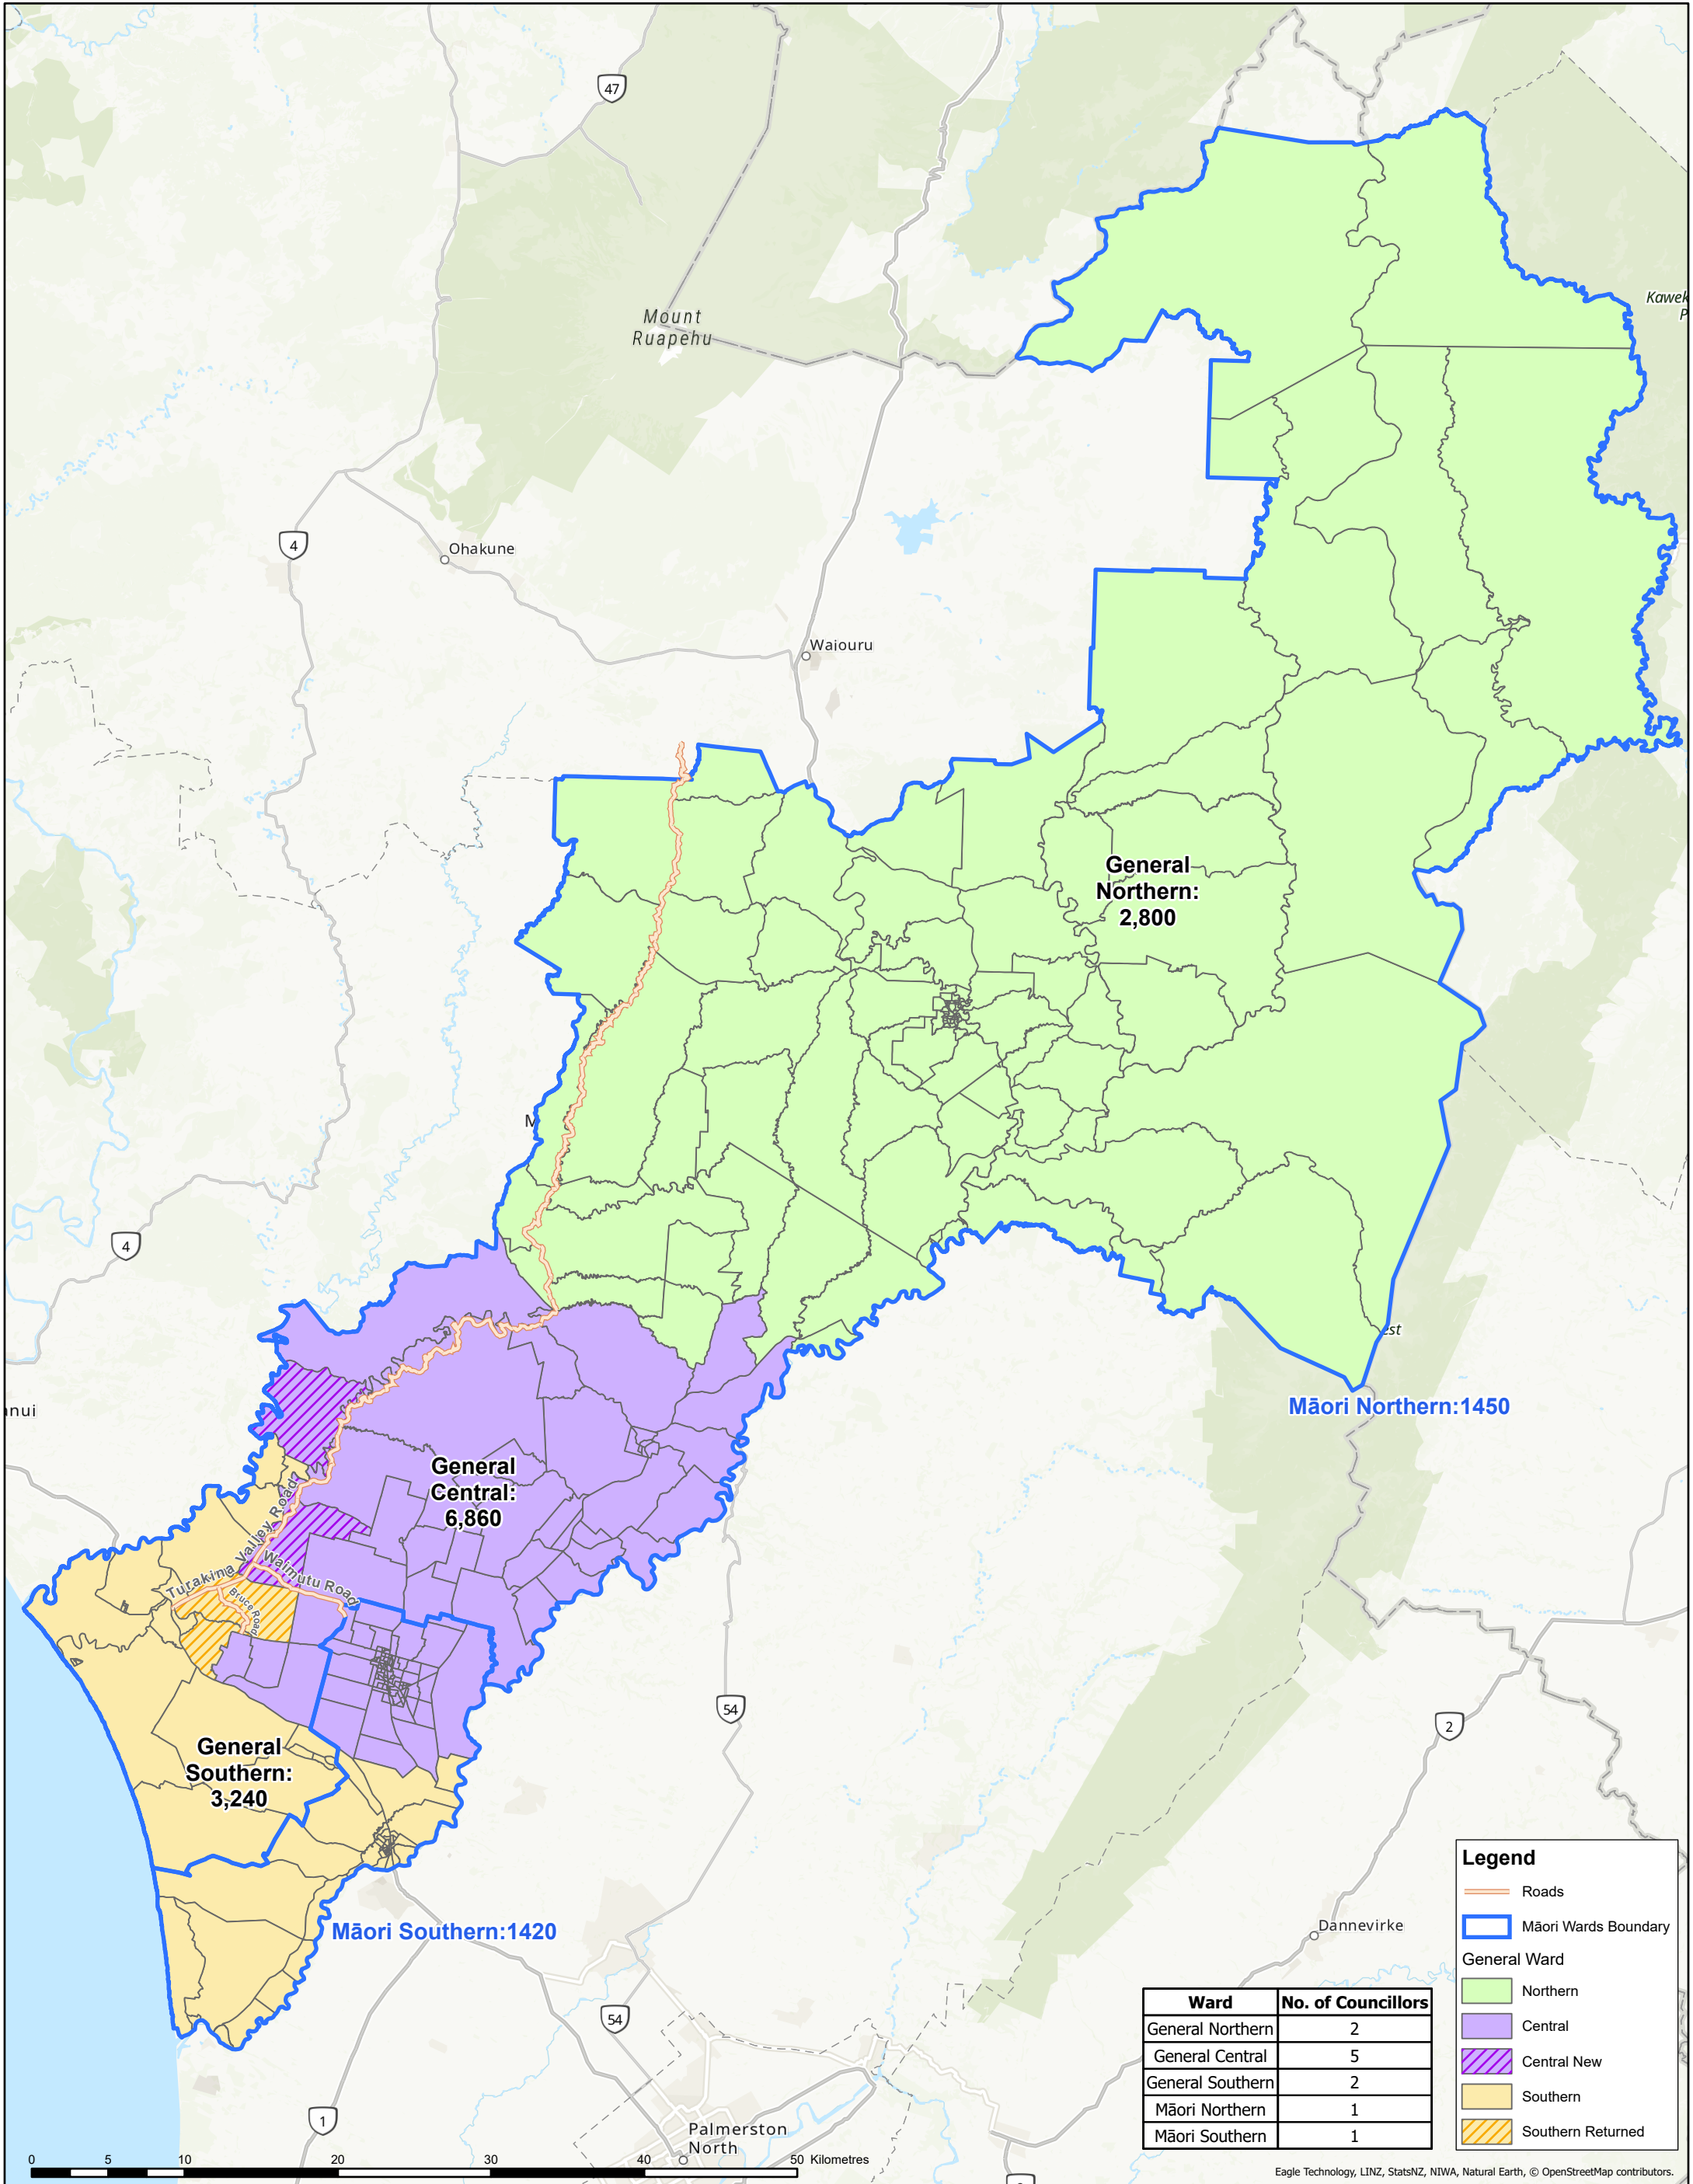 47
Mount
Ruapehu
Kawek
P
4
Ohakune
Waiouru
General
Northern:
2,800
M
4
est
Māori Northern:1450
anui
General
Central:
6,860
Turakina Valley Road
Waimutu Road
Bruce Road
54
2
General
Southern:
3,240
Māori Southern:1420
Dannevirke
54
1
Palmerston
North
Ward No. of Councillors
General Northern 2
General Central 5
General Southern 2
Māori Northern 1
Māori Southern 1
Legend
Roads
Māori Wards Boundary
General Ward
Northern
Central
Central New
Southern
Southern Returned
0 5 10 20 30 40 50 Kilometres
Eagle Technology, LINZ, StatsNZ, NIWA, Natural Earth, © OpenStreetMap contributors.